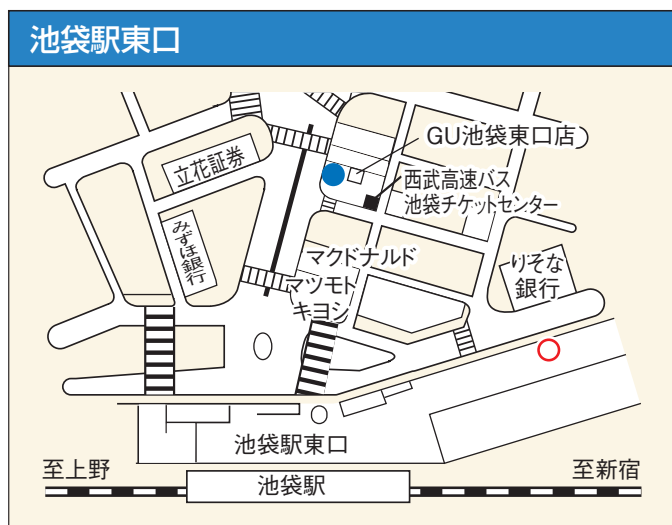 池袋駅東口
GU池袋東口店
立花証券
西武高速バス
池袋チケットセンター
みずほ銀行
マクドナルド
マツモト
キヨシ
りそな
銀行
池袋駅東口
至上野
至新宿
池袋駅